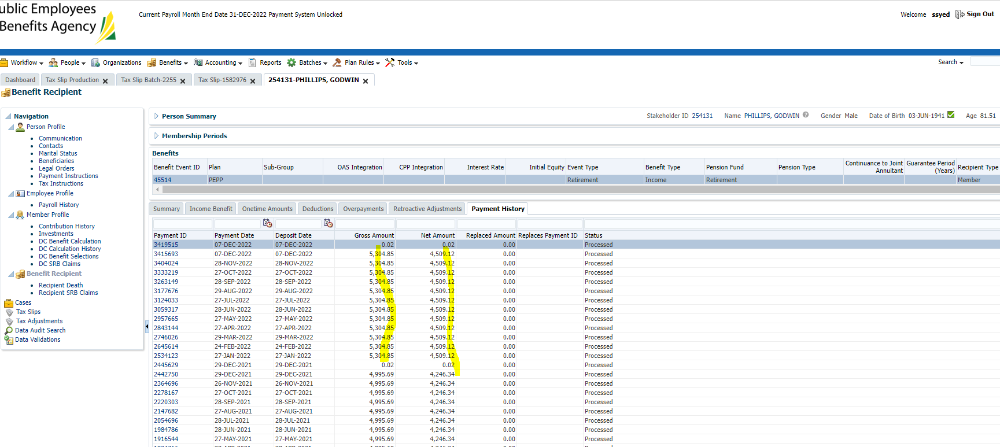 ublic Employees
Benefits Agency
Current Payroll Month End Date 31-DEC-2022 Payment System Unlocked
Welcome ssyed Sign Out
Workflow People Organizations Benefits Accounting Reports Batches Plan Rules Tools Search
Dashboard Tax Slip Production Tax Slip Batch-2255 Tax Slip-1582976 254131-PHILLIPS, GODWIN
Benefit Recipient
Navigation
Person Profile
Communication
Contacts
Marital Status
Beneficiaries
Legal Orders
Payment Instructions
Tax Instructions
Employee Profile
Payroll History
Member Profile
Contribution History
Investments
DC Benefit Calculation
DC Calculation History
DC Benefit Selections
DC SRB Claims
Benefit Recipient
Recipient Death
Recipient SRB Claims
Cases
Tax Slips
Tax Adjustments
Data Audit Search
Data Validations
Person Summary Stakeholder ID 254131 Name PHILLIPS, GODWIN Gender Male Date of Birth 03-JUN-1941 Age 81.51
Membership Periods
Benefits
Benefit Event ID Plan Sub-Group OAS Integration CPP Integration Interest Rate Initial Equity Event Type Benefit Type Pension Fund Pension Type Continuance to Joint Annuitant Guarantee Period (Years) Recipient Type
45514 PEPP Retirement Income Retirement Member
Summary Income Benefit Onetime Amounts Deductions Overpayments Retroactive Adjustments Payment History
Payment ID Payment Date Deposit Date Gross Amount Net Amount Replaced Amount Replaces Payment ID Status
3419515 07-DEC-2022 07-DEC-2022 0.02 0.02 0.00 Processed
3415693 07-DEC-2022 07-DEC-2022 5,304.85 4,509.12 0.00 Processed
3404024 28-NOV-2022 28-NOV-2022 5,304.85 4,509.12 0.00 Processed
3333219 27-OCT-2022 27-OCT-2022 5,304.85 4,509.12 0.00 Processed
3263149 28-SEP-2022 28-SEP-2022 5,304.85 4,509.12 0.00 Processed
3177676 29-AUG-2022 29-AUG-2022 5,304.85 4,509.12 0.00 Processed
3124033 27-JUL-2022 27-JUL-2022 5,304.85 4,509.12 0.00 Processed
3059317 28-JUN-2022 28-JUN-2022 5,304.85 4,509.12 0.00 Processed
2957665 27-MAY-2022 27-MAY-2022 5,304.85 4,509.12 0.00 Processed
2843144 27-APR-2022 27-APR-2022 5,304.85 4,509.12 0.00 Processed
2746026 29-MAR-2022 29-MAR-2022 5,304.85 4,509.12 0.00 Processed
2645614 24-FEB-2022 24-FEB-2022 5,304.85 4,509.12 0.00 Processed
2534123 27-JAN-2022 27-JAN-2022 5,304.85 4,509.12 0.00 Processed
2445629 29-DEC-2021 29-DEC-2021 0.02 0.02 0.00 Processed
2442750 29-DEC-2021 29-DEC-2021 4,995.69 4,246.34 0.00 Processed
2364696 26-NOV-2021 26-NOV-2021 4,995.69 4,246.34 0.00 Processed
2278167 27-OCT-2021 27-OCT-2021 4,995.69 4,246.34 0.00 Processed
2220303 28-SEP-2021 28-SEP-2021 4,995.69 4,246.34 0.00 Processed
2147682 27-AUG-2021 27-AUG-2021 4,995.69 4,246.34 0.00 Processed
2054696 28-JUL-2021 28-JUL-2021 4,995.69 4,246.34 0.00 Processed
1984786 28-JUN-2021 28-JUN-2021 4,995.69 4,246.34 0.00 Processed
1916544 27-MAY-2021 27-MAY-2021 4,995.69 4,246.34 0.00 Processed